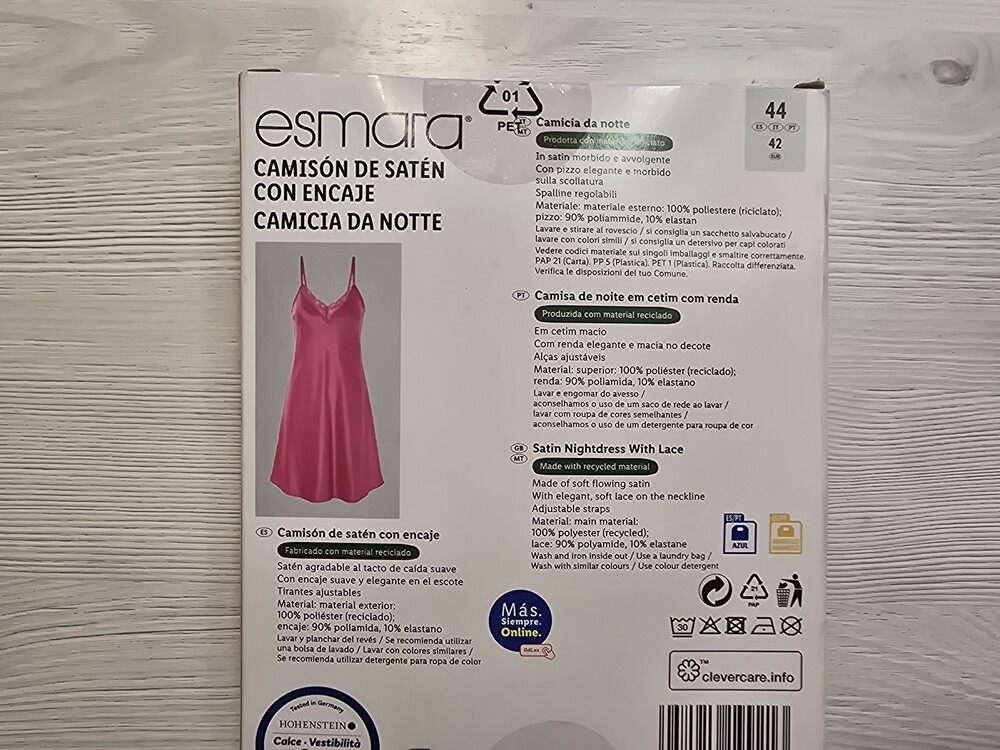 esmara®
CAMISÓN DE SATÉN
CON ENCAJE
CAMICIA DA NOTTE
01
PET
44
ES IT PT
42
EUR
IT
MT
Camicia da notte
Prodotta con materiale riciclato
In satin morbido e avvolgente
Con pizzo elegante e morbido
sulla scollatura
Spalline regolabili
Materiale: materiale esterno: 100% poliestere (riciclato);
pizzo: 90% poliammide, 10% elastan
Lavare e stirare al rovescio / si consiglia un sacchetto salvabucato /
lavare con colori simili / si consiglia un detersivo per capi colorati
Vedere codici materiale sui singoli imballaggi e smaltire correttamente.
PAP 21 (Carta). PP 5 (Plastica). PET 1 (Plastica). Raccolta differenziata.
Verifica le disposizioni del tuo Comune.
PT Camisa de noite em cetim com renda
Produzida com material reciclado
Em cetim macio
Com renda elegante e macia no decote
Alças ajustáveis
Material: superior: 100% poliéster (reciclado);
renda: 90% poliamida, 10% elastano
Lavar e engomar do avesso /
aconselhamos o uso de um saco de rede ao lavar /
lavar com roupa de cores semelhantes /
aconselhamos o uso de um detergente para roupa de cor
GB
MT
Satin Nightdress With Lace
Made with recycled material
Made of soft flowing satin
With elegant, soft lace on the neckline
Adjustable straps
Material: main material:
100% polyester (recycled);
lace: 90% polyamide, 10% elastane
Wash and iron inside out / Use a laundry bag /
Wash with similar colours / Use colour detergent
ES Camisón de satén con encaje
Fabricado con material reciclado
Satén agradable al tacto de caída suave
Con encaje suave y elegante en el escote
Tirantes ajustables
Material: material exterior:
100% poliéster (reciclado);
encaje: 90% poliamida, 10% elastano
Lavar y planchar del revés / Se recomienda utilizar
una bolsa de lavado / Lavar con colores similares /
Se recomienda utilizar detergente para ropa de color
Más.
Siempre.
Online.
lidl.es
ES/PT
AZUL
ES/PT
21
PAP
30
™
clevercare.info
Tested in Germany
HOHENSTEIN
Calce • Vestibilità